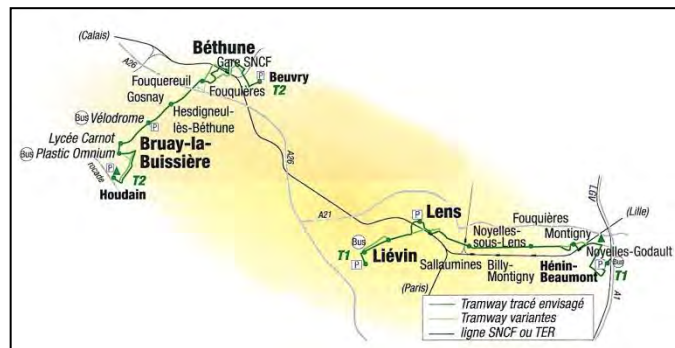 (Calais)
A26
Béthune
Gare SNCF
P
Beuvry
T2
Fouquereuil
Gosnay
Fouquières
Bus Vélodrome
P
Hesdigneul-
lès-Béthune
Lycée Carnot
Bus Plastic Omnium
Bruay-la-
Buissière
P
rocade
T2
Houdain
A26
A21
P
Lens
Bus
T1
P
Liévin
Noyelles-
sous-Lens
Fouquières
Montigny
LGV
(Lille)
Noyelles-Godault
Bus
P
T1
A1
Sallaumines
Billy-
Montigny
Hénin-
Beaumont
(Paris)
Tramway tracé envisagé
Tramway variantes
ligne SNCF ou TER